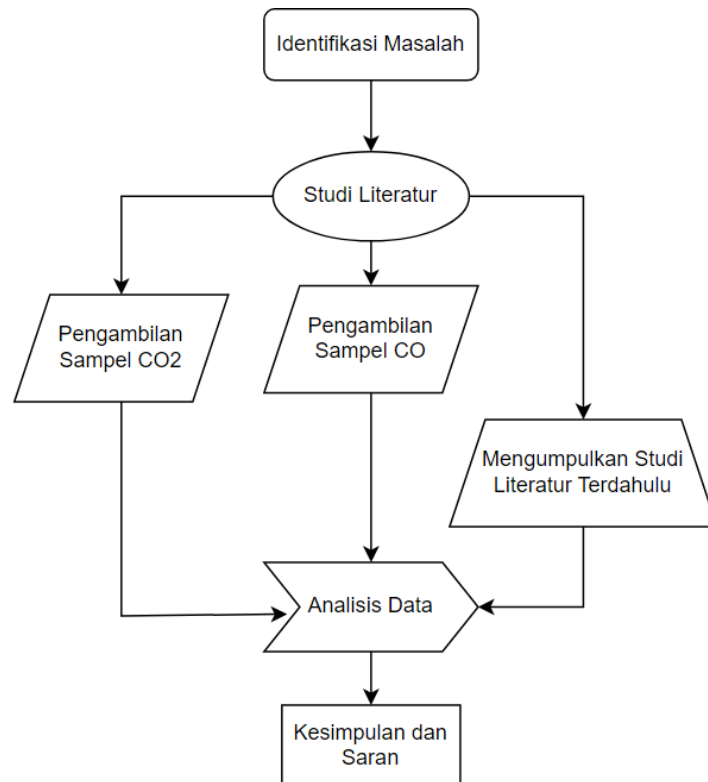 Identifikasi Masalah
Studi Literatur
Pengambilan
Sampel CO2
Pengambilan
Sampel CO
Mengumpulkan Studi
Literatur Terdahulu
Analisis Data
Kesimpulan dan
Saran